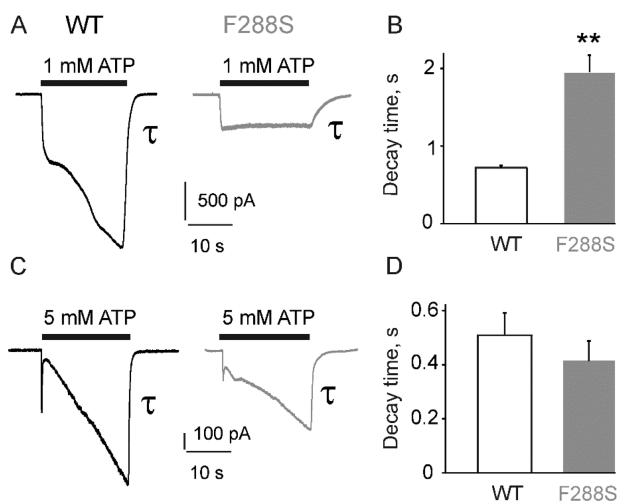 A WT F288S
1 mM ATP 1 mM ATP
τ τ
500 pA
10 s
B
**
Decay time, s
2
1
0
WT F288S
C
5 mM ATP 5 mM ATP
τ τ
100 pA
10 s
D
Decay time, s
0.6
0.4
0.2
0
WT F288S